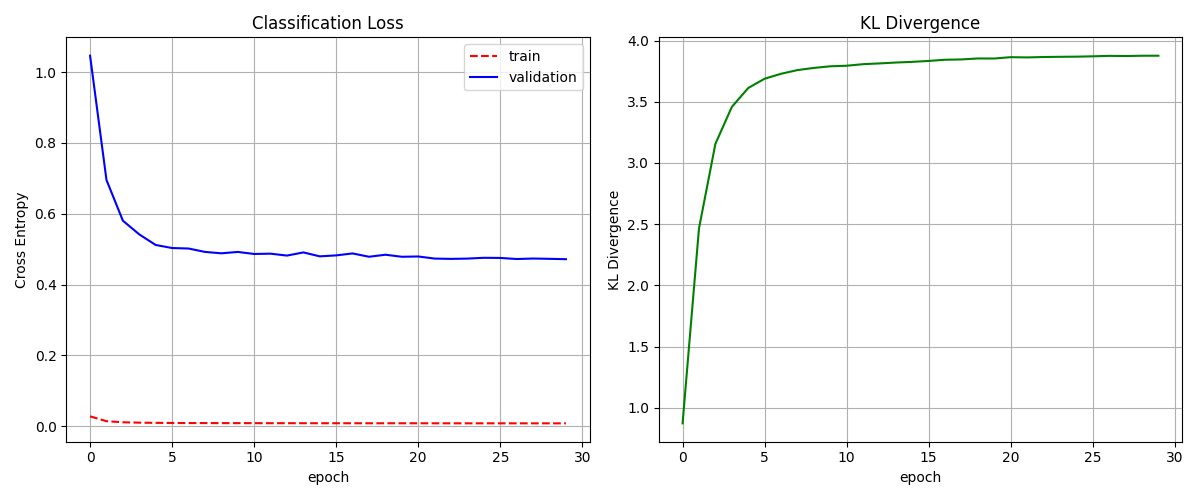 Classification Loss
train
validation
1.0
0.8
0.6
0.4
0.2
0.0
Cross Entropy
0 5 10 15 20 25 30
epoch
KL Divergence
4.0
3.5
3.0
2.5
2.0
1.5
1.0
KL Divergence
0 5 10 15 20 25 30
epoch